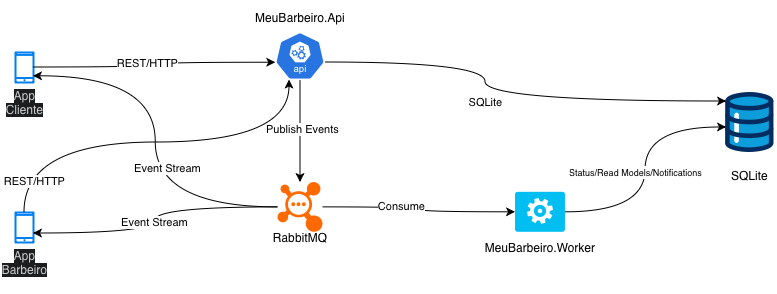 MeuBarbeiro.Api
REST/HTTP
api
App
Cliente
SQLite
Publish Events
Event Stream
Status/Read Models/Notifications
SQLite
REST/HTTP
Consume
Event Stream
RabbitMQ
MeuBarbeiro.Worker
App
Barbeiro